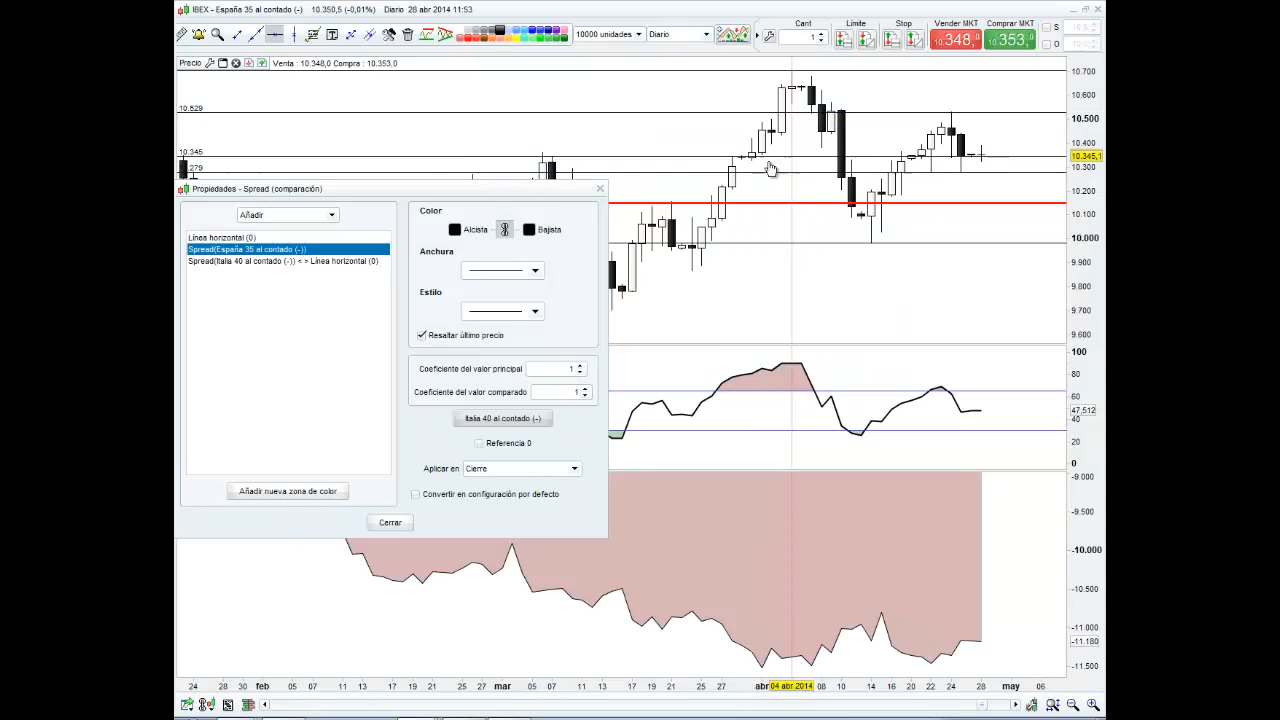 IBEX - España 35 al contado (-) 10.350,5 (-0,01%) Diario 28 abr 2014 11:53
Cant Límite Stop Vender MKT Comprar MKT S
10000 unidades Diario 1 10.348,0 10.353,0 O
Precio Venta : 10.348,0 Compra : 10.353,0
10.529
10.345
10.279
10.700
10.600
10.500
10.400
10.345,1
10.300
10.200
10.100
10.000
9.900
9.800
9.700
9.600
Propiedades - Spread (comparación)
Añadir
Línea horizontal (0)
Spread(España 35 al contado (-))
Spread(Italia 40 al contado (-)) < > Línea horizontal (0)
Añadir nueva zona de color
Color
Alcista
Bajista
Anchura
Estilo
Resaltar último precio
Coeficiente del valor principal 1
Coeficiente del valor comparado 1
Italia 40 al contado (-)
Referencia 0
Aplicar en Cierre
Convertir en configuración por defecto
Cerrar
100
80
60
47,512
40
20
0
-9.000
-9.500
-10.000
-10.500
-11.000
-11.180
-11.500
24 28 30 feb 05 07 11 13 17 19 21 25 27 mar 05 07 11 13 17 19 21 25 27 abr 04 abr 2014 08 10 14 16 20 22 24 28 may 06